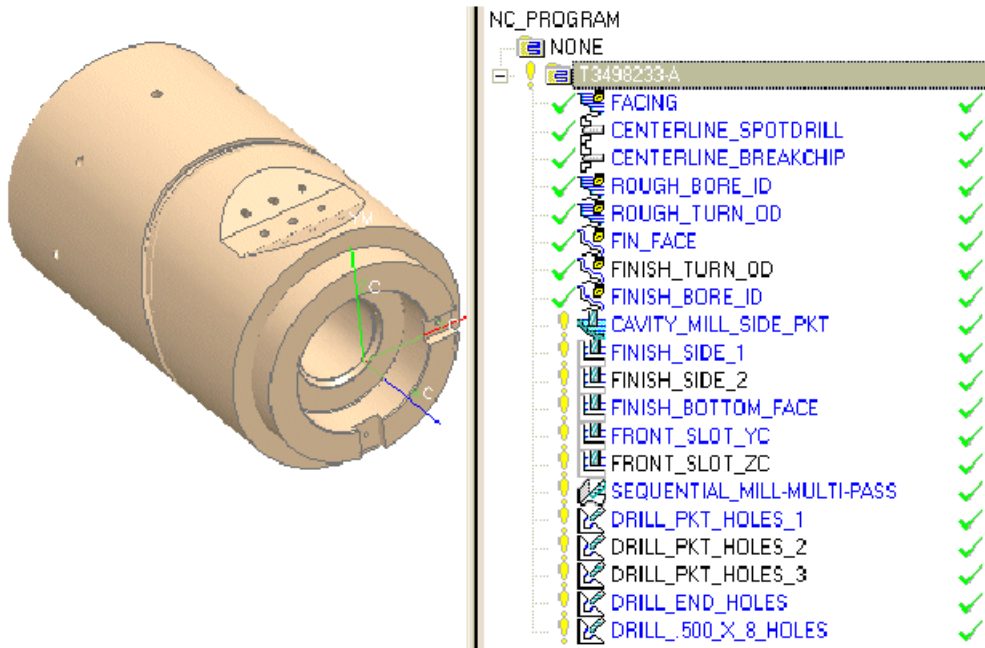 NC_PROGRAM
NONE
T3498233-A
FACING
CENTERLINE_SPOTDRILL
CENTERLINE_BREAKCHIP
ROUGH_BORE_ID
ROUGH_TURN_OD
FIN_FACE
FINISH_TURN_OD
FINISH_BORE_ID
CAVITY_MILL_SIDE_PKT
FINISH_SIDE_1
FINISH_SIDE_2
FINISH_BOTTOM_FACE
FRONT_SLOT_YC
FRONT_SLOT_ZC
SEQUENTIAL_MILL-MULTI-PASS
DRILL_PKT_HOLES_1
DRILL_PKT_HOLES_2
DRILL_PKT_HOLES_3
DRILL_END_HOLES
DRILL_.500_X_8_HOLES
YM
C
C